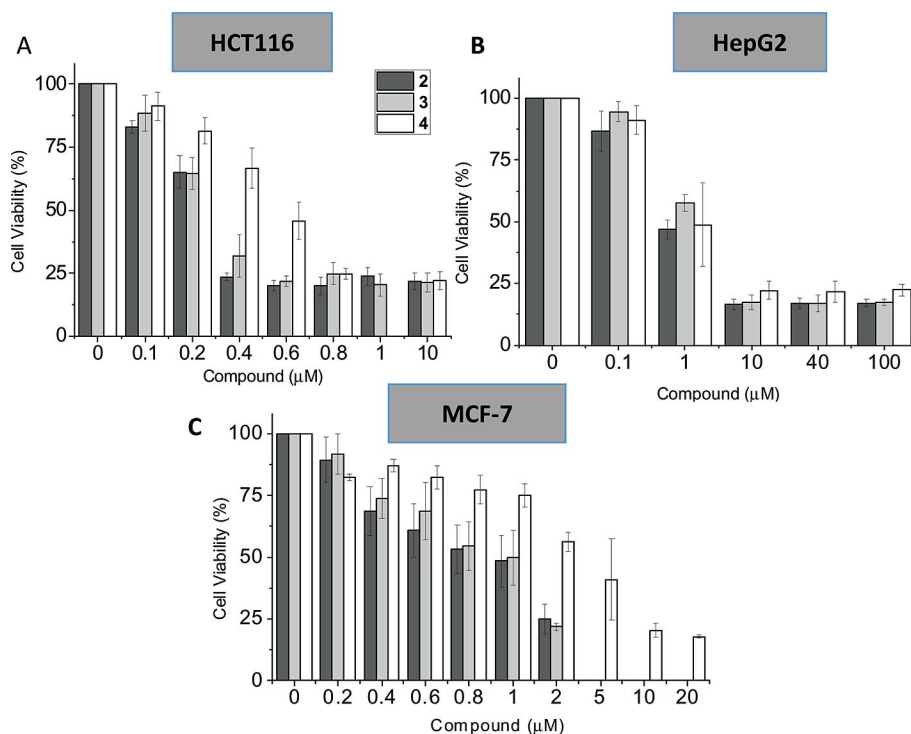 A
HCT116
2
3
4
100
75
50
25
0
Cell Viability (%)
0 0.1 0.2 0.4 0.6 0.8 1 10
Compound (μM)
B
HepG2
100
75
50
25
0
Cell Viability (%)
0 0.1 1 10 40 100
Compound (μM)
C
MCF-7
100
75
50
25
0
Cell Viability (%)
0 0.2 0.4 0.6 0.8 1 2 5 10 20
Compound (μM)